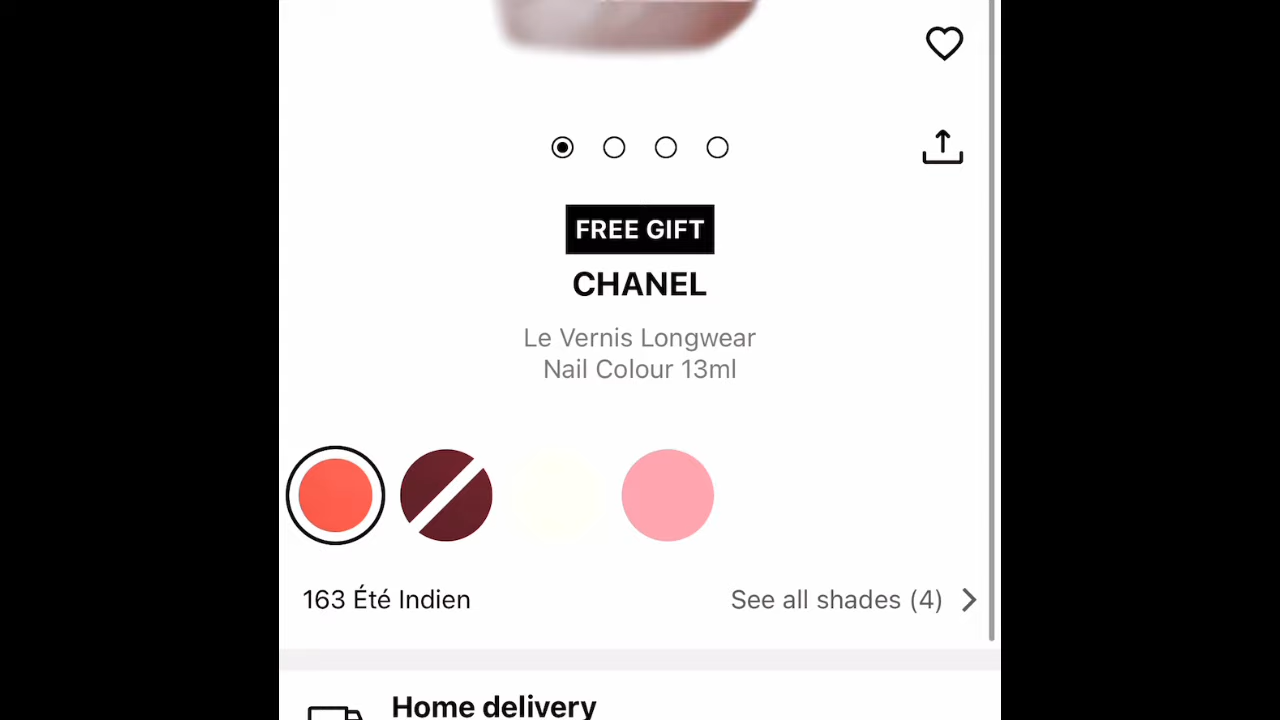 FREE GIFT
CHANEL
Le Vernis Longwear
Nail Colour 13ml
163 Été Indien
See all shades (4)
Home delivery